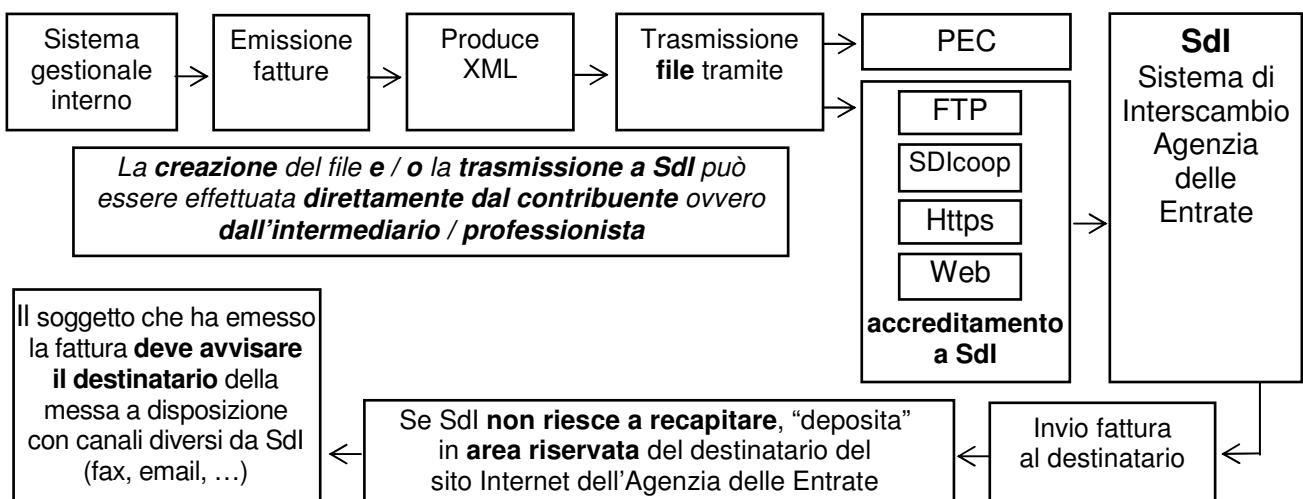 Sistema
gestionale
interno
Emissione
fatture
Produce
XML
Trasmissione
file tramite
PEC
FTP
SDIcoop
Https
Web
accreditamento
a SdI
SdI
Sistema di
Interscambio
Agenzia
delle
Entrate
La creazione del file e / o la trasmissione a SdI può
essere effettuata direttamente dal contribuente ovvero
dall'intermediario / professionista
Invio fattura
al destinatario
Se SdI non riesce a recapitare, “deposita”
in area riservata del destinatario del
sito Internet dell'Agenzia delle Entrate
Il soggetto che ha emesso
la fattura deve avvisare
il destinatario della
messa a disposizione
con canali diversi da SdI
(fax, email, …)